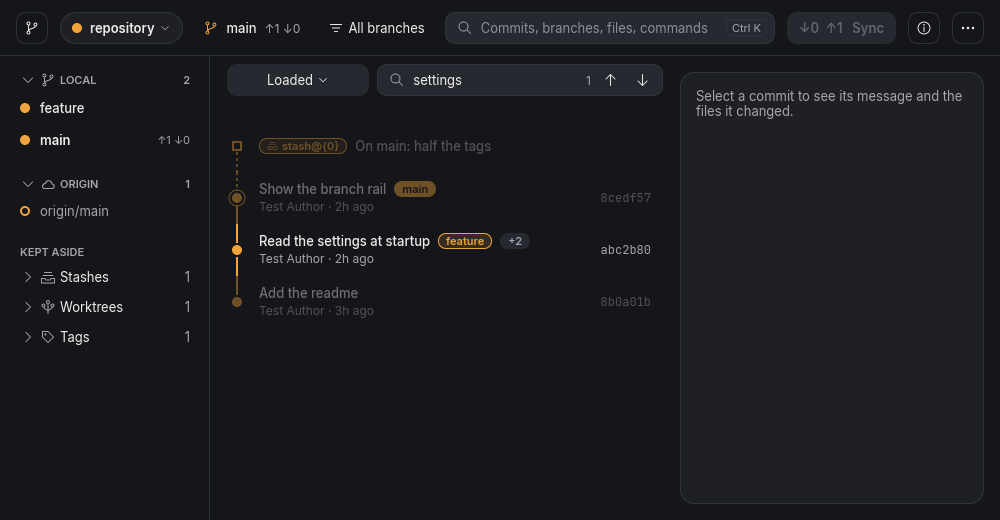 repository
main ↑1 ↓0
All branches
Commits, branches, files, commands Ctrl K
↓0 ↑1 Sync
LOCAL 2
feature
main ↑1 ↓0
ORIGIN 1
origin/main
KEPT ASIDE
Stashes 1
Worktrees 1
Tags 1
Loaded
settings 1
stash@{0} On main: half the tags
Show the branch rail main
Test Author · 2h ago 8cedf57
Read the settings at startup feature +2
Test Author · 2h ago abc2b80
Add the readme
Test Author · 3h ago 8b0a01b
Select a commit to see its message and the
files it changed.